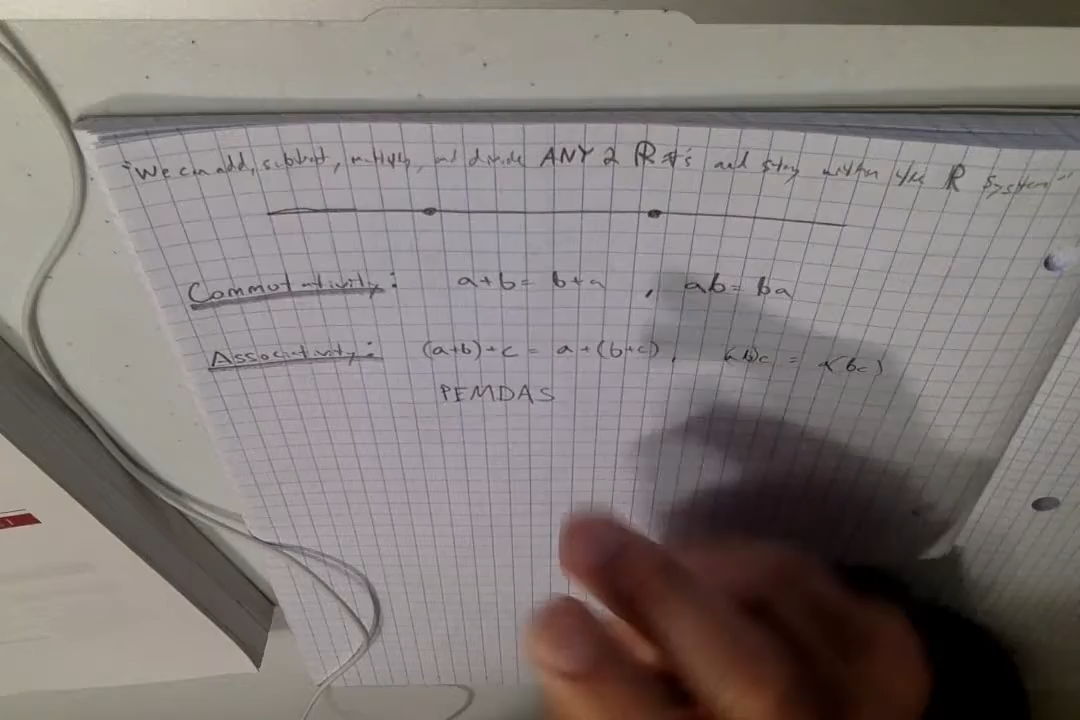 "We can add, subtract, multiply, and divide ANY 2 ℝ #'s and stay within the ℝ system"
Commutativity: a+b = b+a , ab = ba
Associativity: (a+b)+c = a+(b+c), (ab)c = a(bc)
PEMDAS